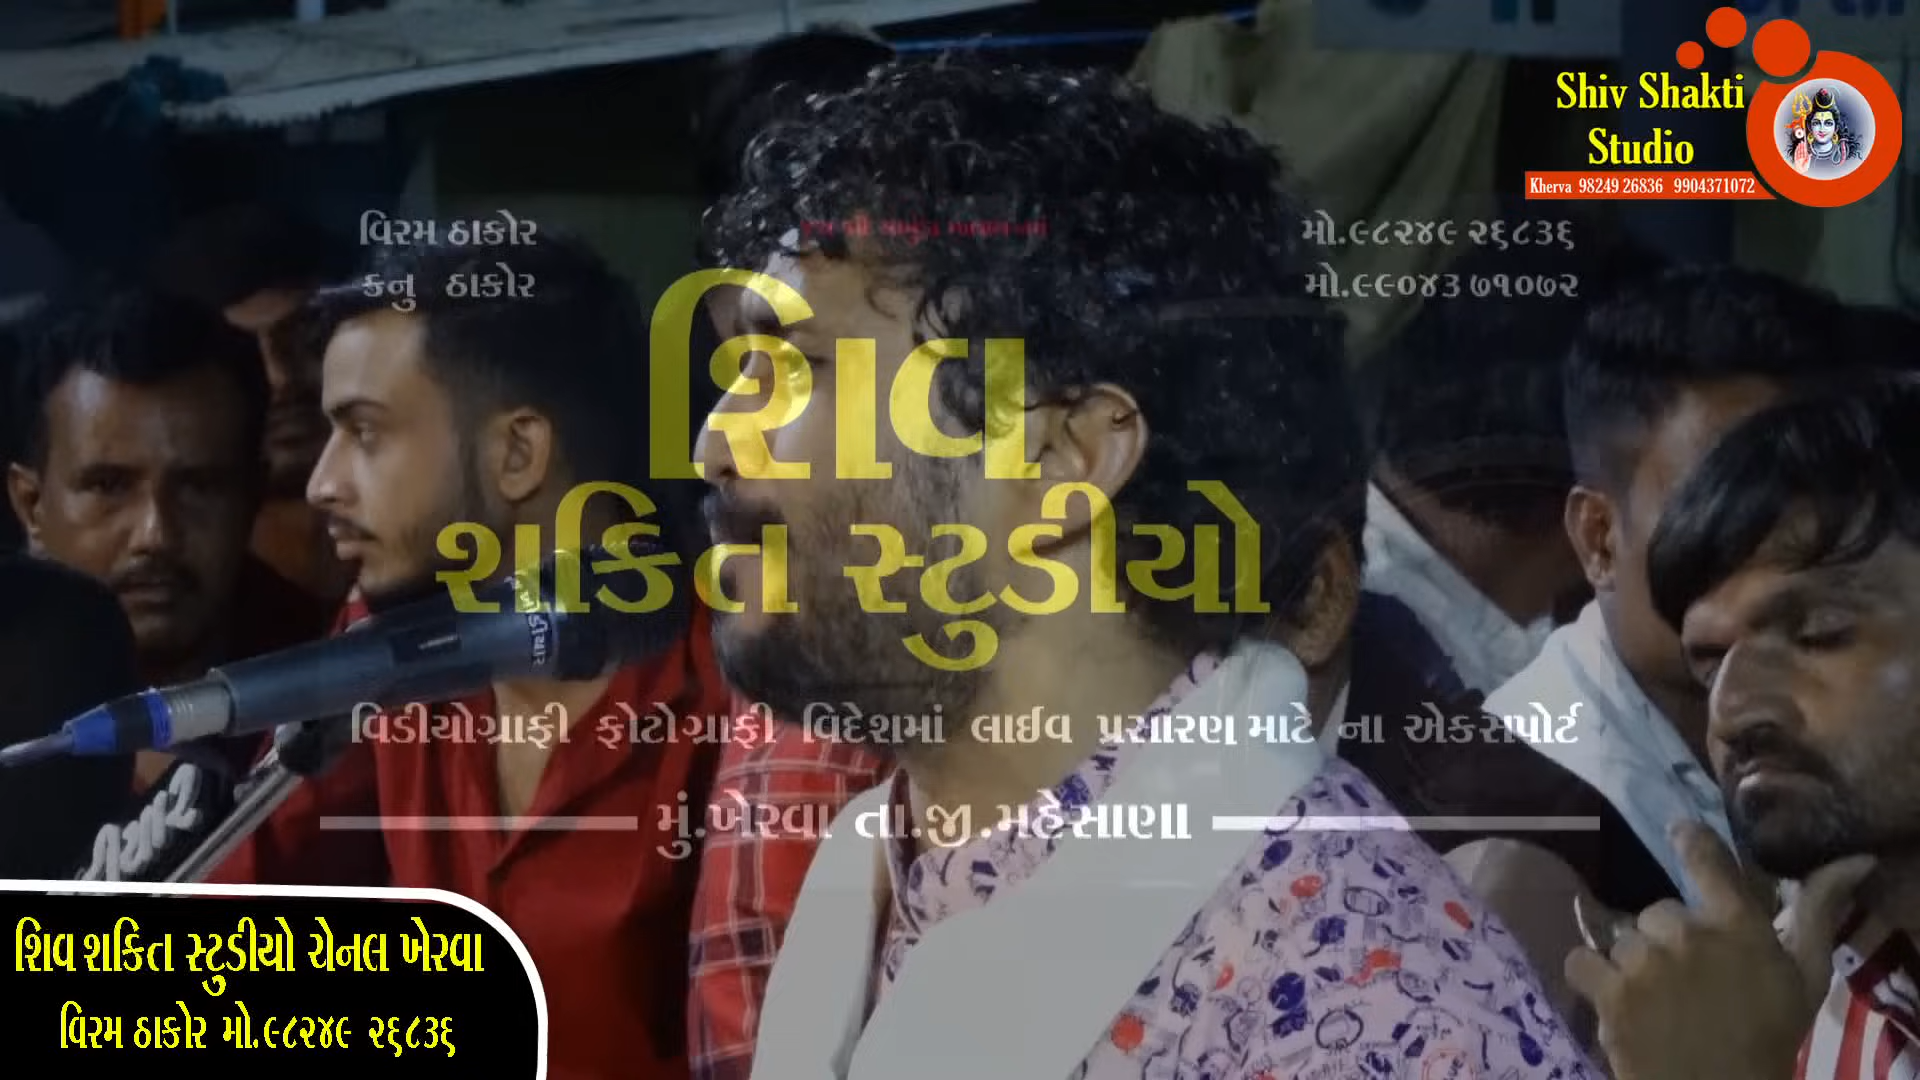 Shiv Shakti
Studio
Kherva 98249 26836 9904371072
વિરમ ઠાકોર
મો.૯૮૨૪૯ ૨૬૮૩૬
કનુ ઠાકોર
મો.૯૯૦૪૩ ૭૧૦૭૨
શિવ
શકિત સ્ટુડીયો
વિડીયોગ્રાફી ફોટોગ્રાફી વિદેશમાં લાઈવ પ્રસારણ માટે ના એકસપોર્ટ
મું.ખેરવા તા.જી.મહેસાણા
શિવ શકિત સ્ટુડીયો ચેનલ ખેરવા
વિરમ ઠાકોર મો.૯૮૨૪૯ ૨૬૮૩૬